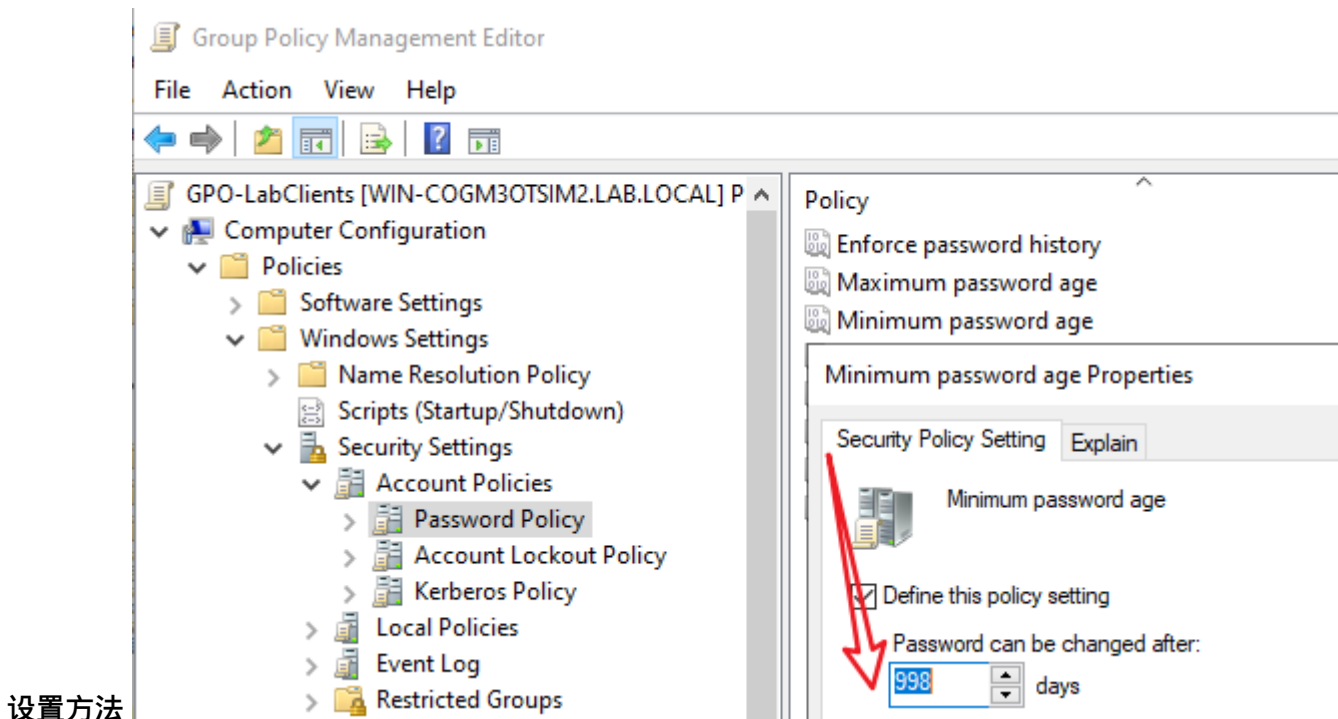 Group Policy Management Editor
File Action View Help
GPO-LabClients [WIN-COGM3OTSIM2.LAB.LOCAL] P
Computer Configuration
Policies
Software Settings
Windows Settings
Name Resolution Policy
Scripts (Startup/Shutdown)
Security Settings
Account Policies
Password Policy
Account Lockout Policy
Kerberos Policy
Local Policies
Event Log
Restricted Groups
Policy
Enforce password history
Maximum password age
Minimum password age
Minimum password age Properties
Security Policy Setting Explain
Minimum password age
Define this policy setting
Password can be changed after:
998 days
设置方法